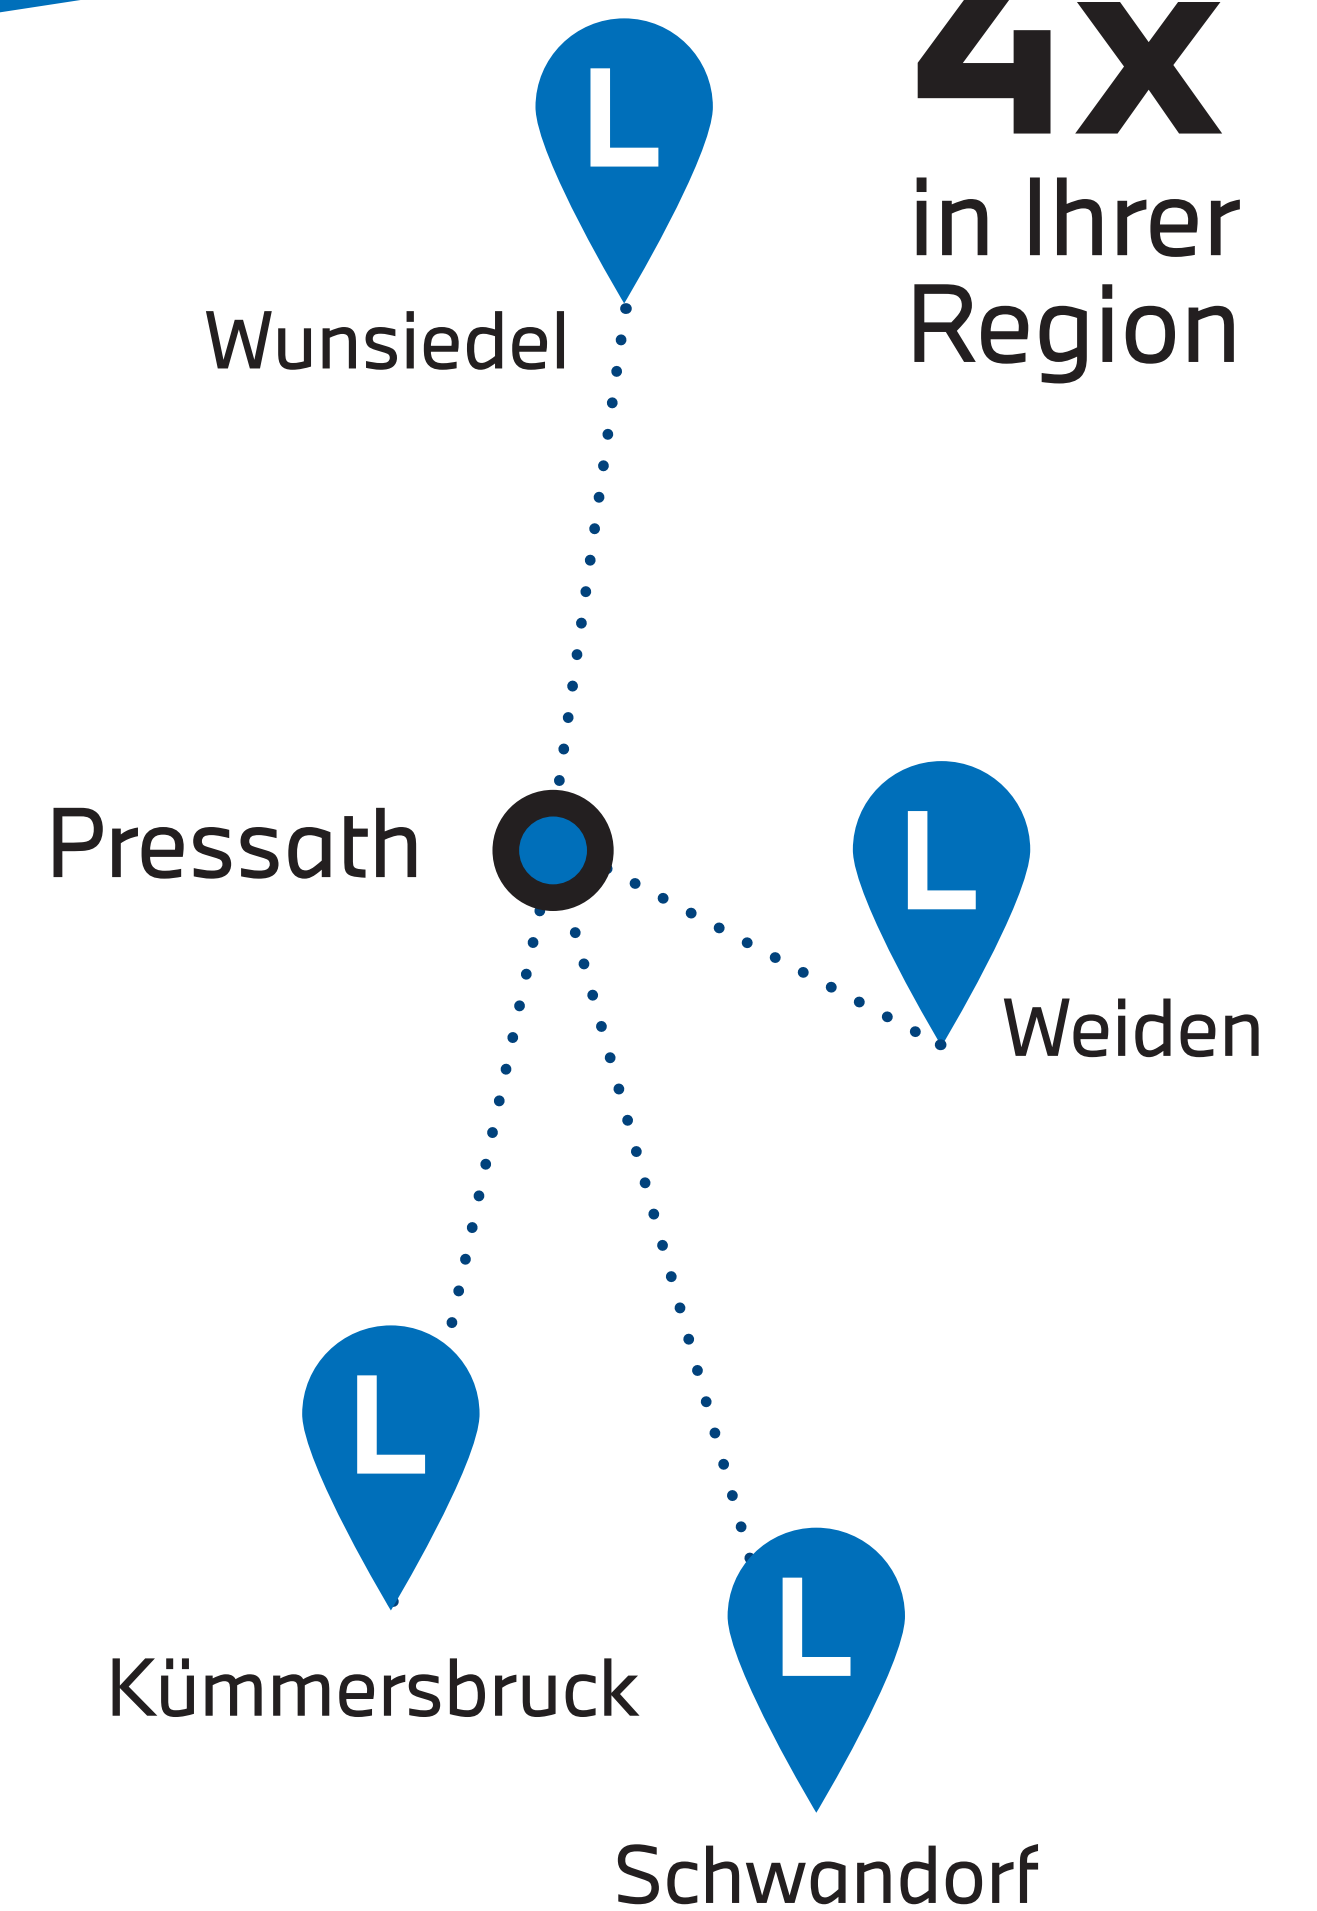 4x
in Ihrer
Region
L
Wunsiedel
Pressath
L
Weiden
L
Kümmersbruck
L
Schwandorf